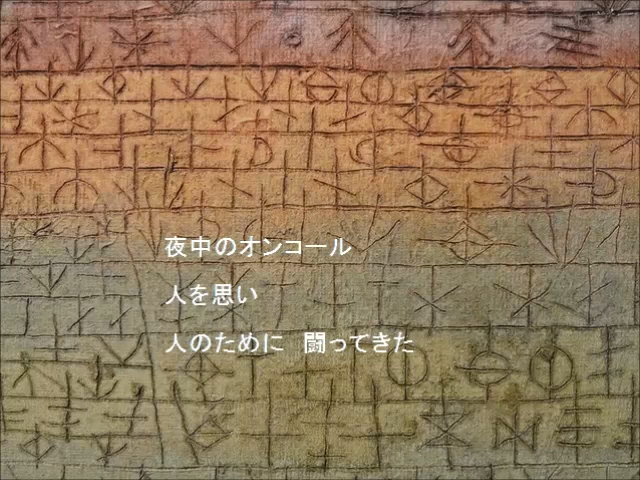 夜中のオンコール
人を思い
人のために　闘ってきた